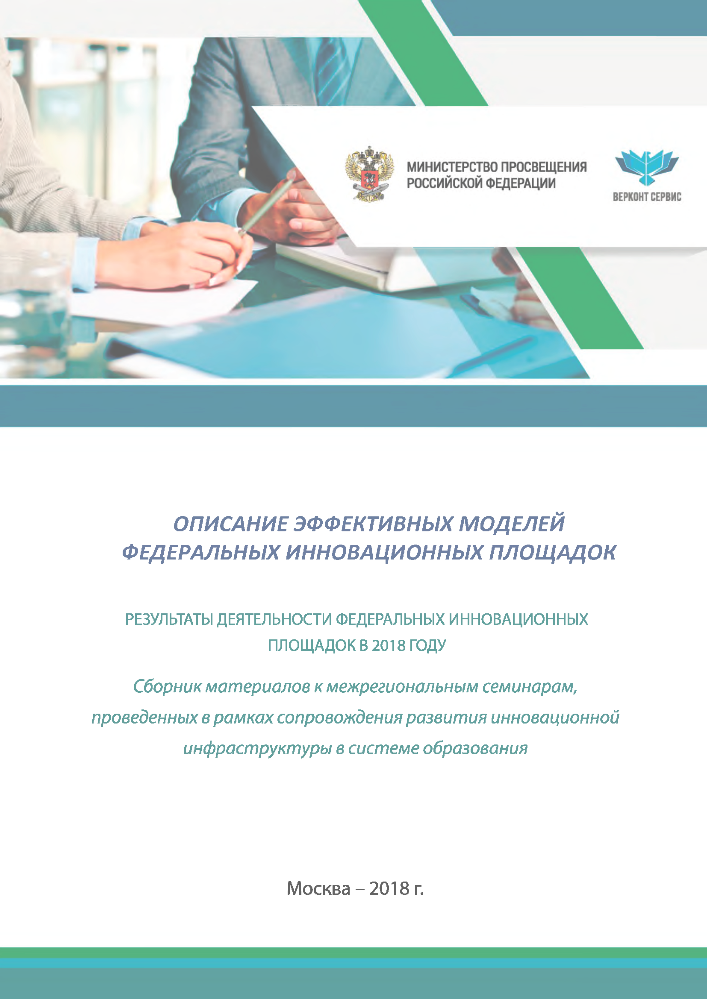 МИНИСТЕРСТВО ПРОСВЕЩЕНИЯ
РОССИЙСКОЙ ФЕДЕРАЦИИ
ВЕРКОНТ СЕРВИС
ОПИСАНИЕ ЭФФЕКТИВНЫХ МОДЕЛЕЙ
ФЕДЕРАЛЬНЫХ ИННОВАЦИОННЫХ ПЛОЩАДОК
РЕЗУЛЬТАТЫ ДЕЯТЕЛЬНОСТИ ФЕДЕРАЛЬНЫХ ИННОВАЦИОННЫХ
ПЛОЩАДОК В 2018 ГОДУ
Сборник материалов к межрегиональным семинарам,
проведенных в рамках сопровождения развития инновационной
инфраструктуры в системе образования
Москва – 2018 г.